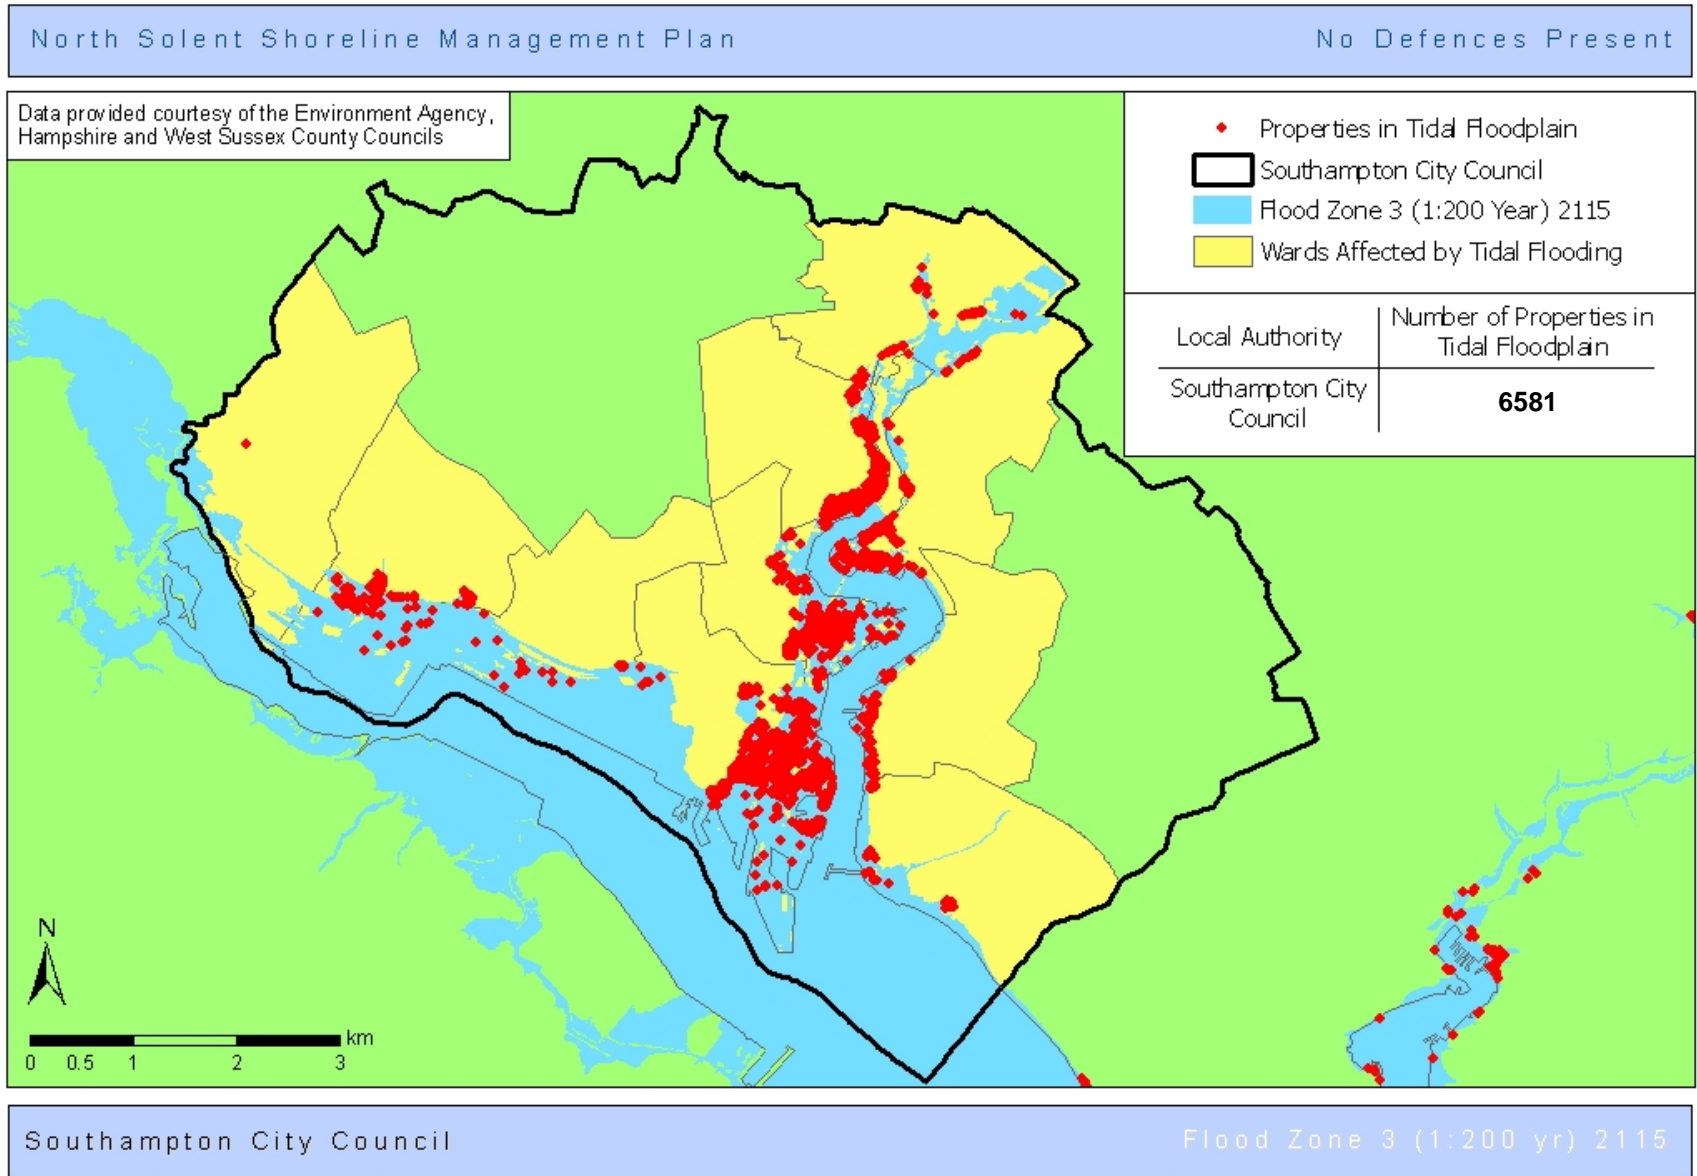 North Solent Shoreline Management Plan
No Defences Present
Data provided courtesy of the Environment Agency,
Hampshire and West Sussex County Councils
Properties in Tidal Floodplain
Southampton City Council
Flood Zone 3 (1:200 Year) 2115
Wards Affected by Tidal Flooding
Local Authority
Number of Properties in
Tidal Floodplain
Southampton City
Council
6581
N
km
0 0.5 1 2 3
Southampton City Council
Flood Zone 3 (1:200 yr) 2115